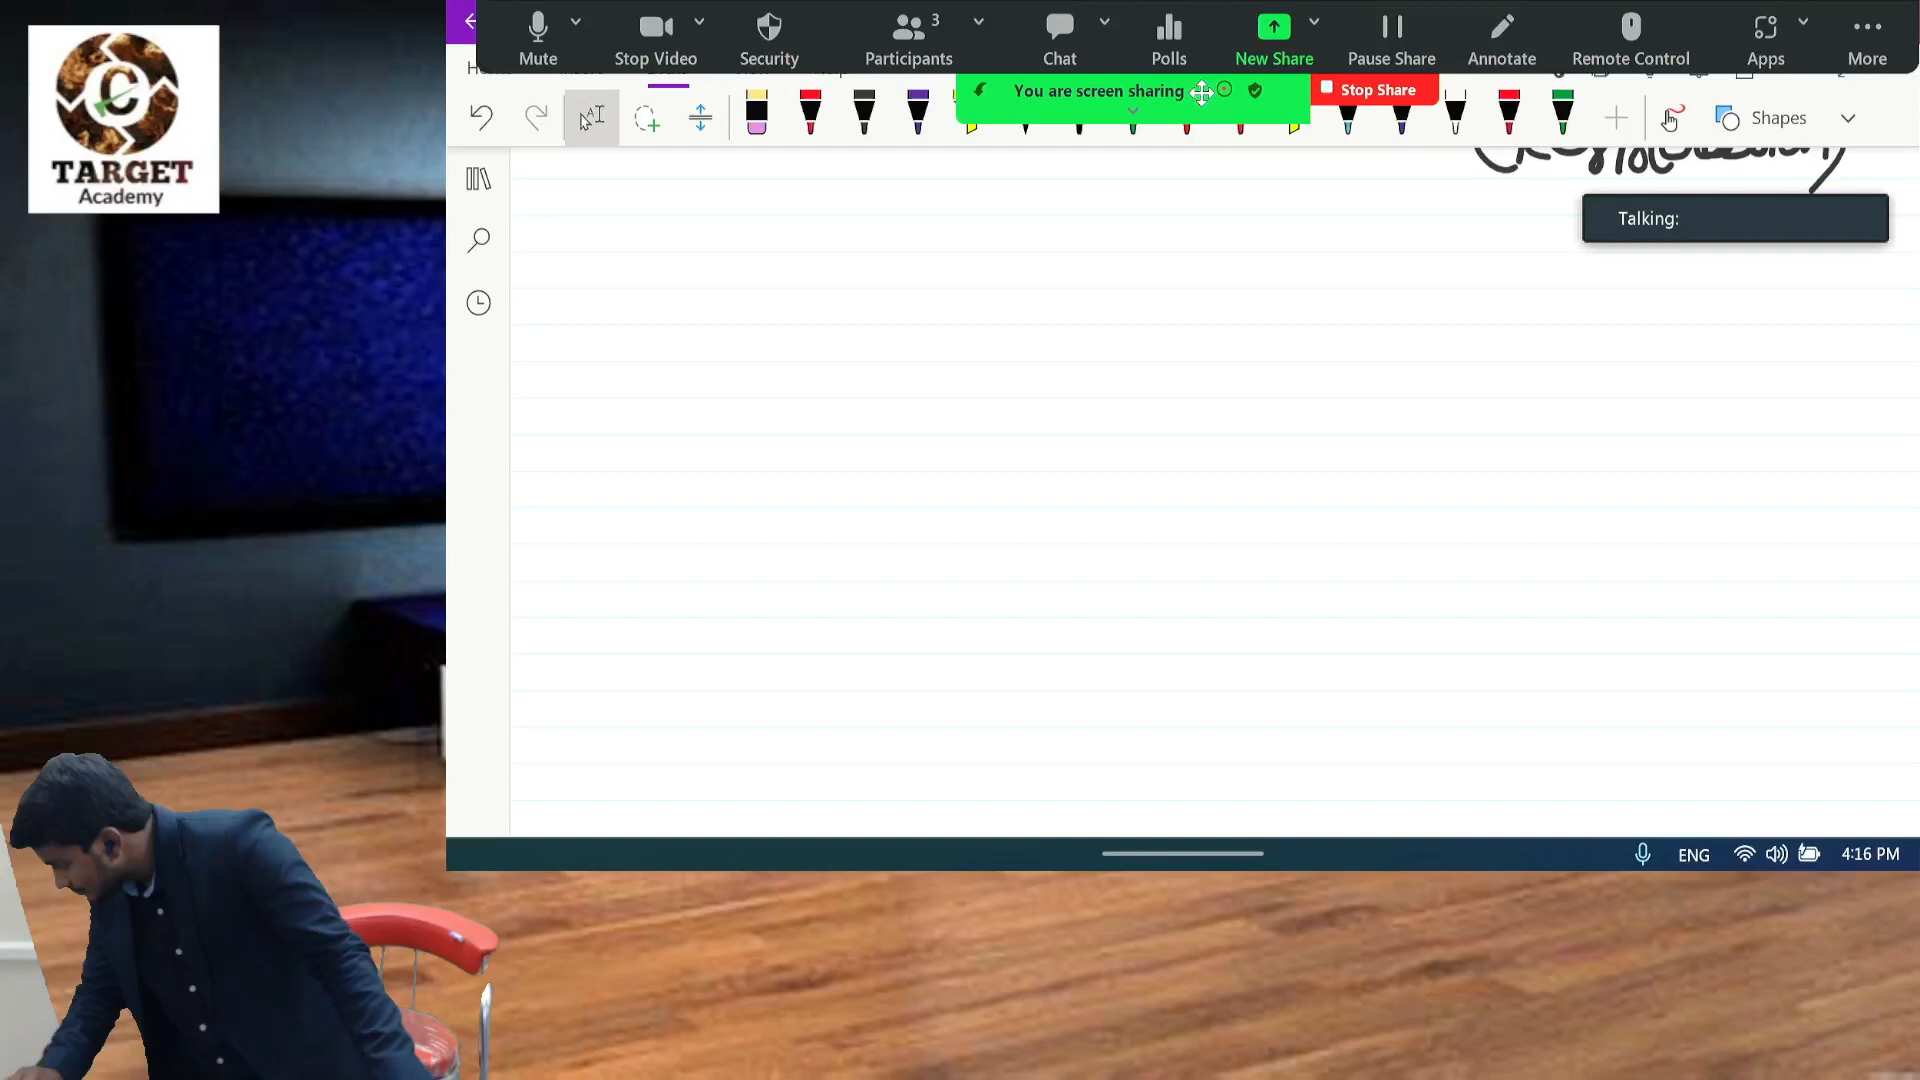 TARGET
Academy
Mute
Stop Video
Security
Participants
3
Chat
Polls
New Share
Pause Share
Annotate
Remote Control
Apps
More
You are screen sharing
Stop Share
Shapes
Talking:
ENG
4:16 PM